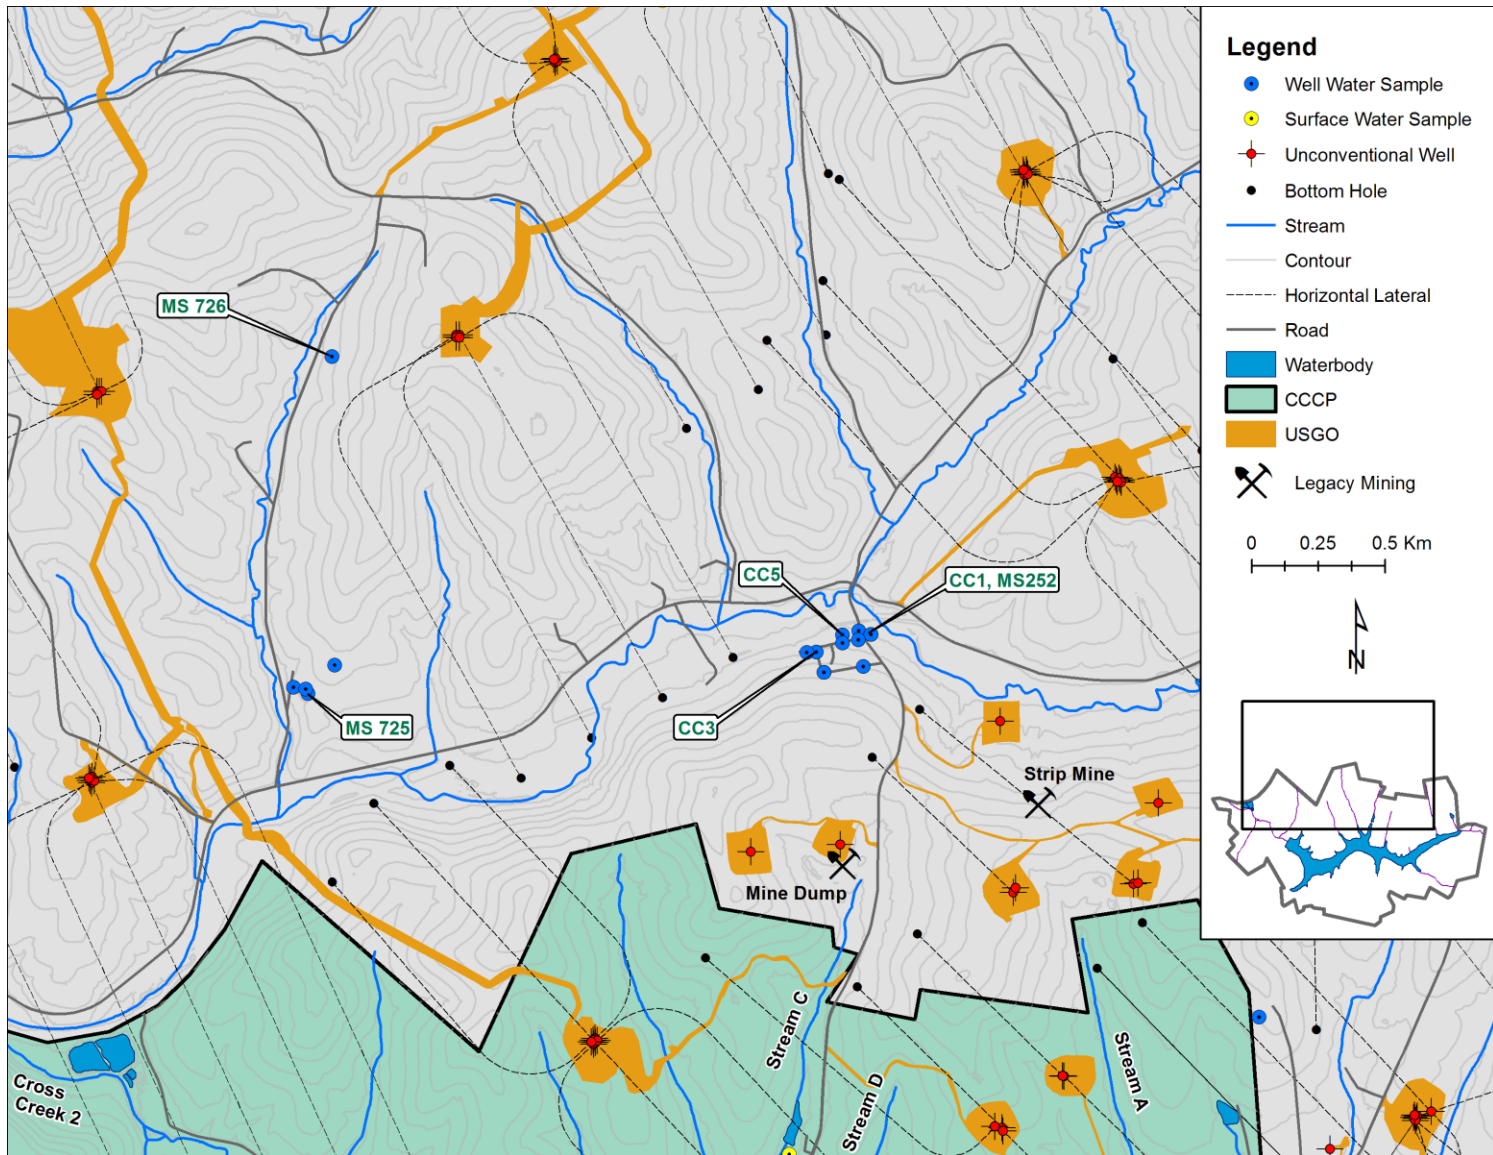 Legend
Well Water Sample
Surface Water Sample
Unconventional Well
Bottom Hole
Stream
Contour
Horizontal Lateral
Road
Waterbody
CCCP
USGO
Legacy Mining
0 0.25 0.5 Km
N
MS 726
CC5
CC1, MS252
MS 725
CC3
Strip Mine
Mine Dump
Stream C
Stream D
Stream A
Cross
Creek 2